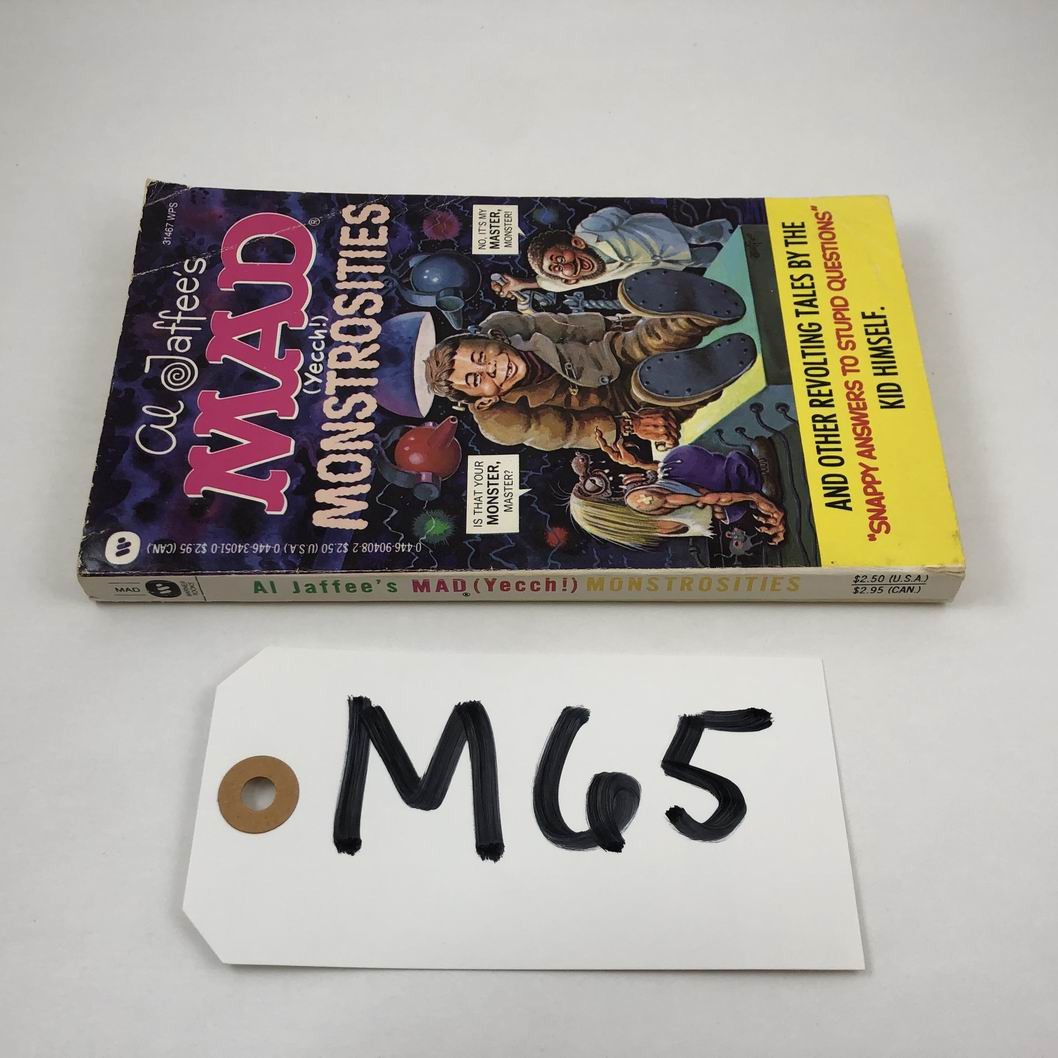 31467 WPS
Al Jaffee's
MAD®
(Yecch!)
MONSTROSITIES
0-446-90408-2 $2.50 (U.S.A.) 0-446-34051-0 $2.95 (CAN)
NO, IT'S MY
MASTER,
MONSTER!
IS THAT YOUR
MONSTER,
MASTER?
AND OTHER REVOLTING TALES BY THE
"SNAPPY ANSWERS TO STUPID QUESTIONS"
KID HIMSELF.
MAD
Al Jaffee's MAD® (Yecch!) MONSTROSITIES
$2.50 (U.S.A.)
$2.95 (CAN.)
M65